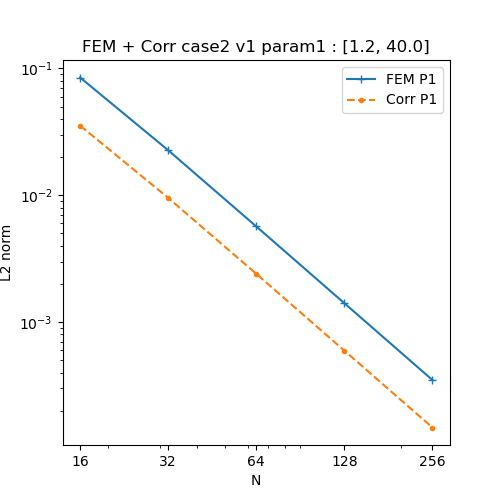 FEM + Corr case2 v1 param1 : [1.2, 40.0]
FEM P1
Corr P1
10⁻¹
10⁻²
10⁻³
L2 norm
16 32 64 128 256
N